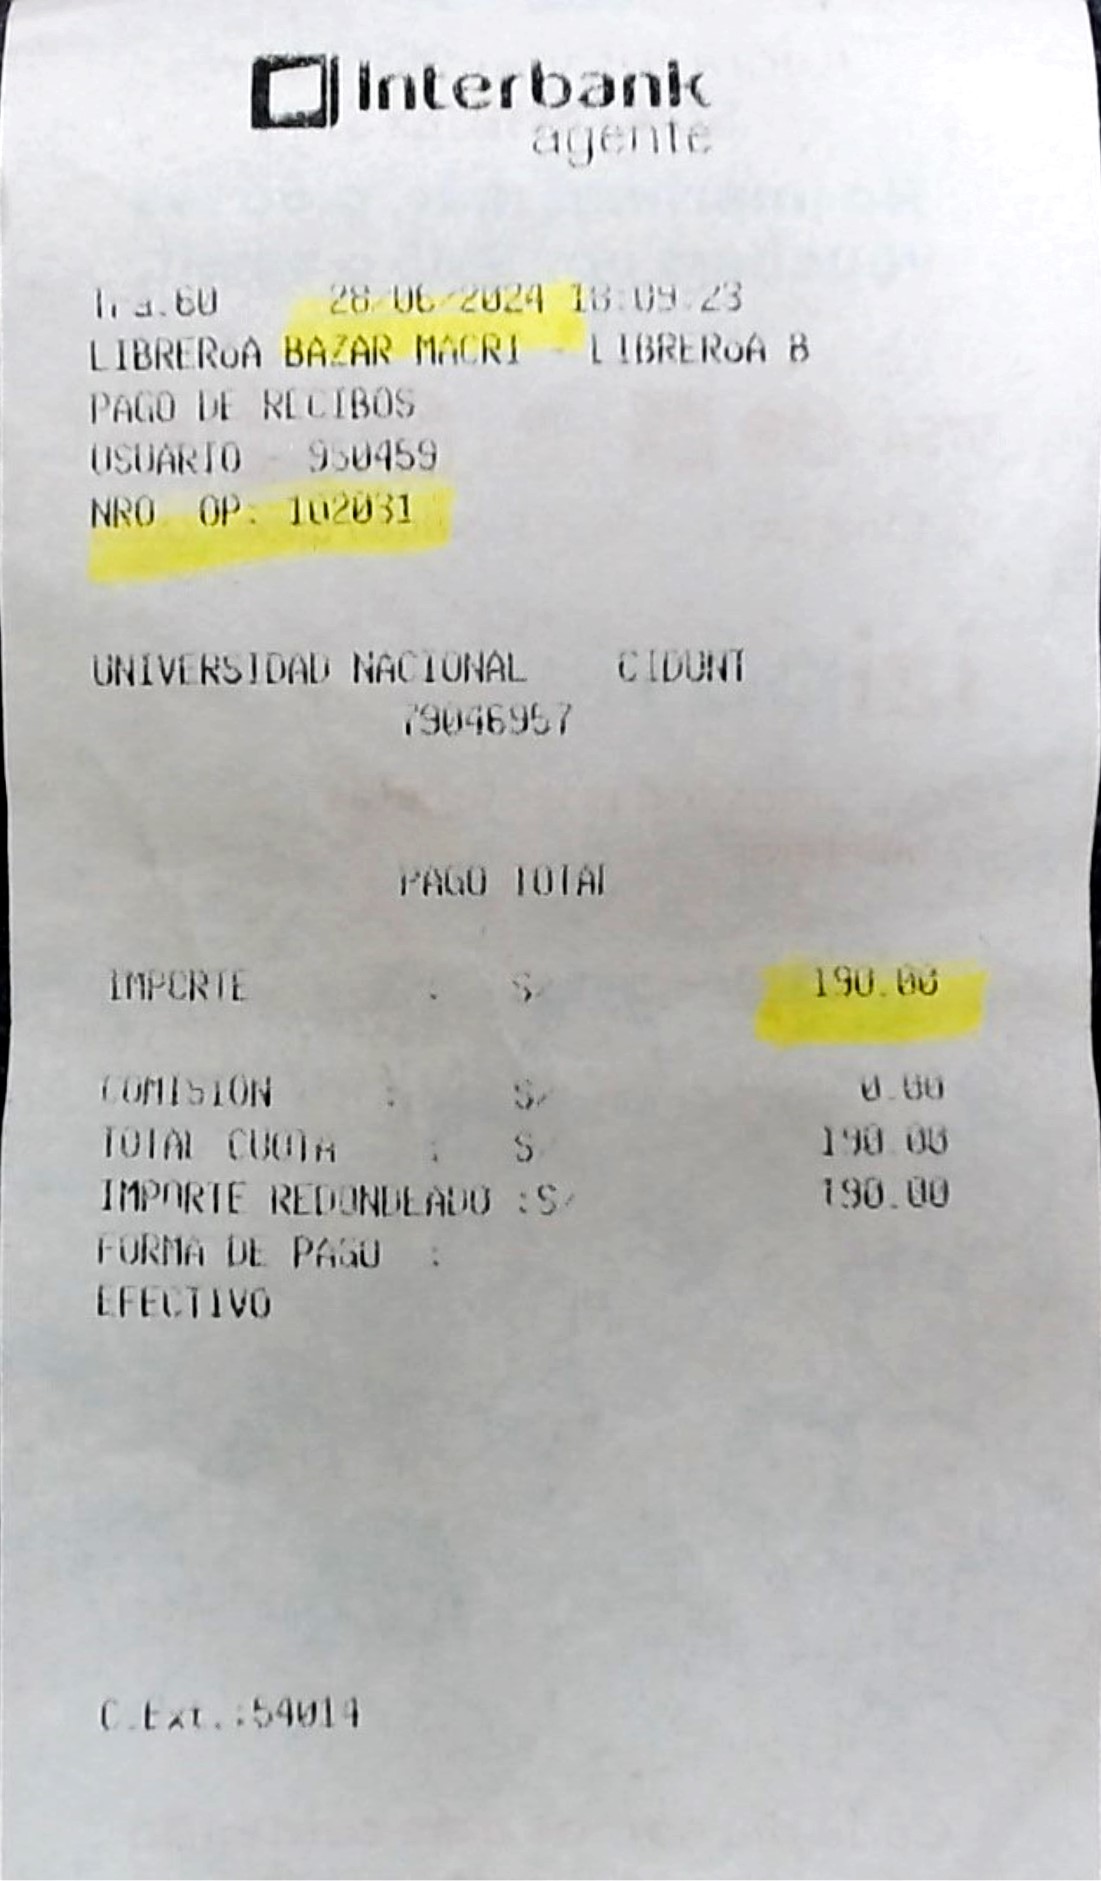 Interbank
agente
Tra.60 28/06/2024 18:09:23
LIBRERoA BAZAR MACRI - LIBRERoA B
PAGO DE RECIBOS
USUARIO - 950459
NRO OP: 102031
UNIVERSIDAD NACIONAL CIDUNT
79046957
PAGO TOTAL
IMPORTE : S/ 190.00
COMISION : S/ 0.00
TOTAL CUOTA : S/ 190.00
IMPORTE REDONDEADO :S/ 190.00
FORMA DE PAGO :
EFECTIVO
C.Ext.:54014